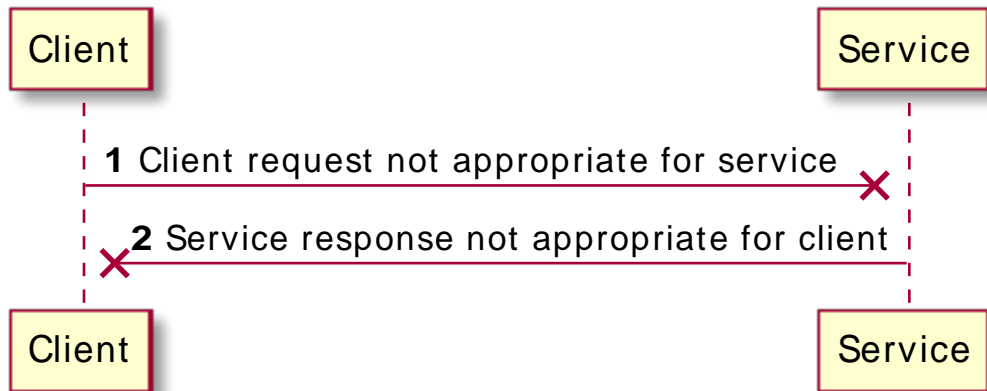 Client
Service
1 Client request not appropriate for service
2 Service response not appropriate for client
Client
Service